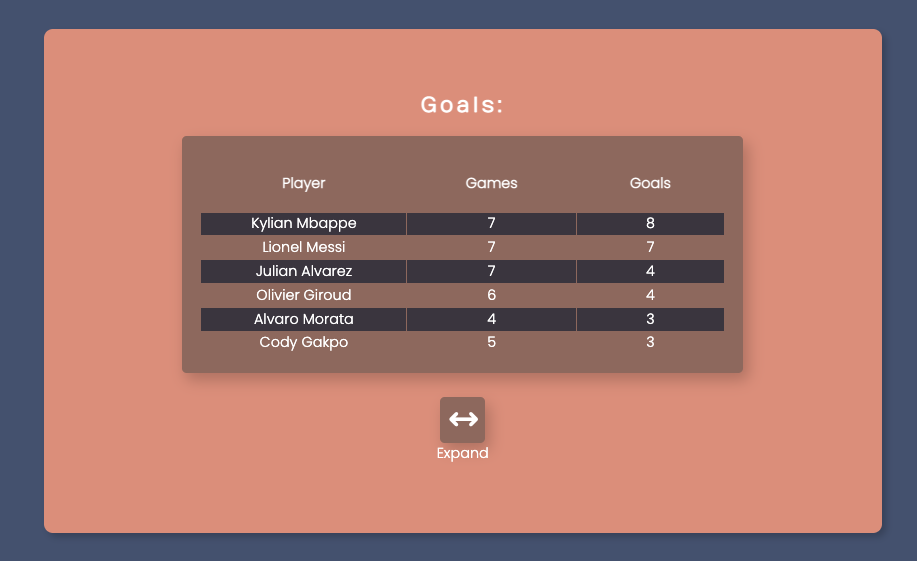 Goals:
Player Games Goals
Kylian Mbappe 7 8
Lionel Messi 7 7
Julian Alvarez 7 4
Olivier Giroud 6 4
Alvaro Morata 4 3
Cody Gakpo 5 3
Expand